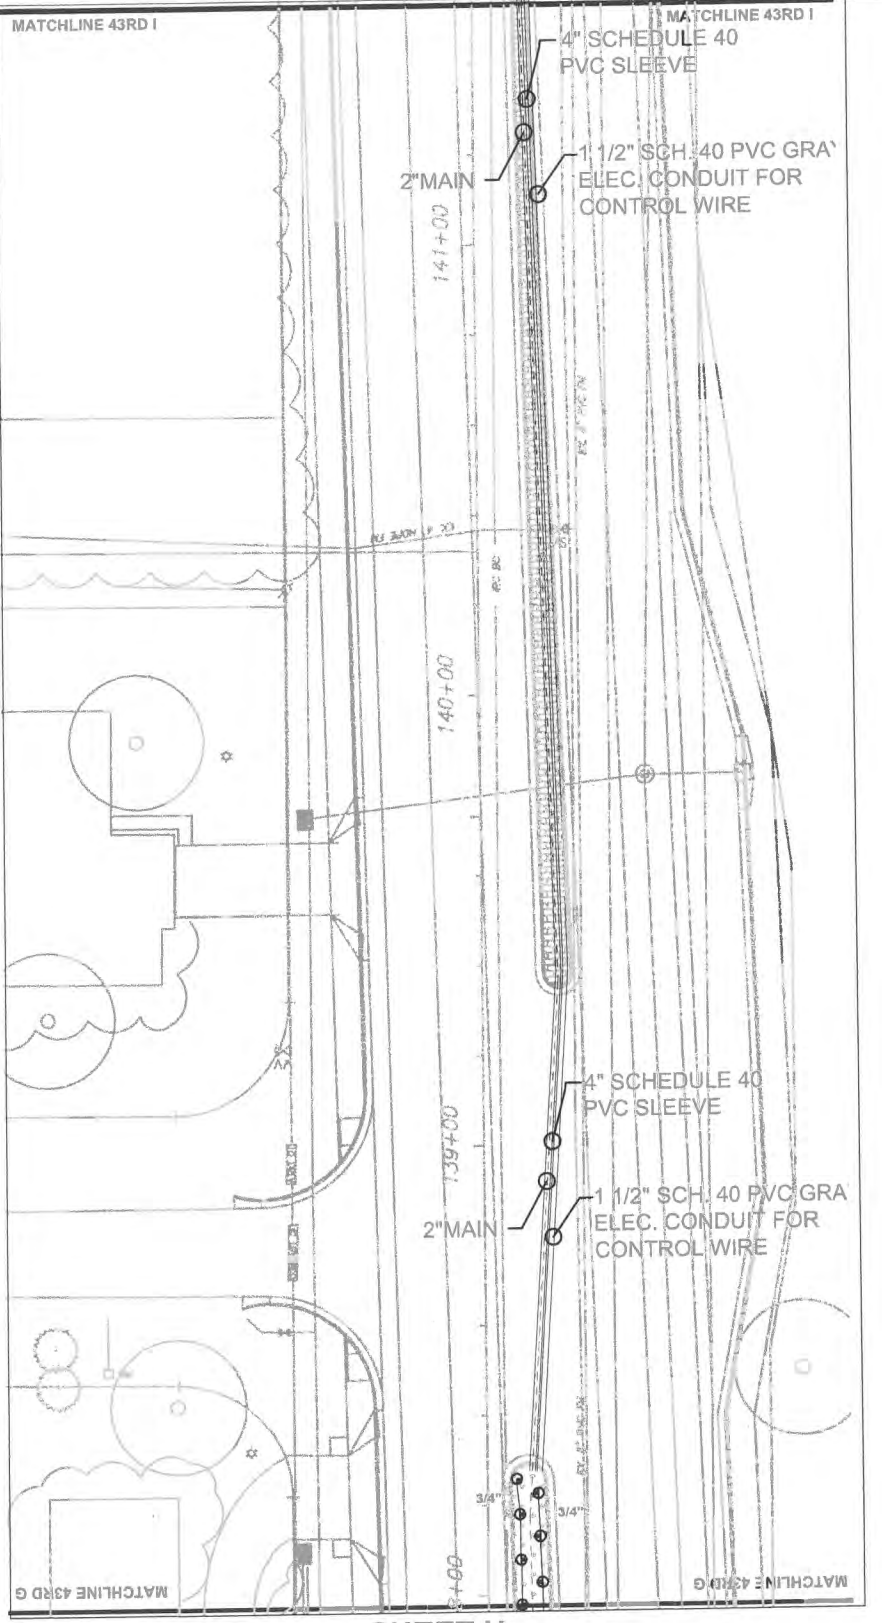 MATCHLINE 43RD I
MATCHLINE 43RD I
4" SCHEDULE 40
PVC SLEEVE
2"MAIN
1 1/2" SCH. 40 PVC GRA
ELEC. CONDUIT FOR
CONTROL WIRE
141+00
140+00
139+00
4" SCHEDULE 40
PVC SLEEVE
2"MAIN
1 1/2" SCH. 40 PVC GRA
ELEC. CONDUIT FOR
CONTROL WIRE
3/4"
3/4"
+00
MATCHLINE 43RD G
MATCHLINE 43RD G